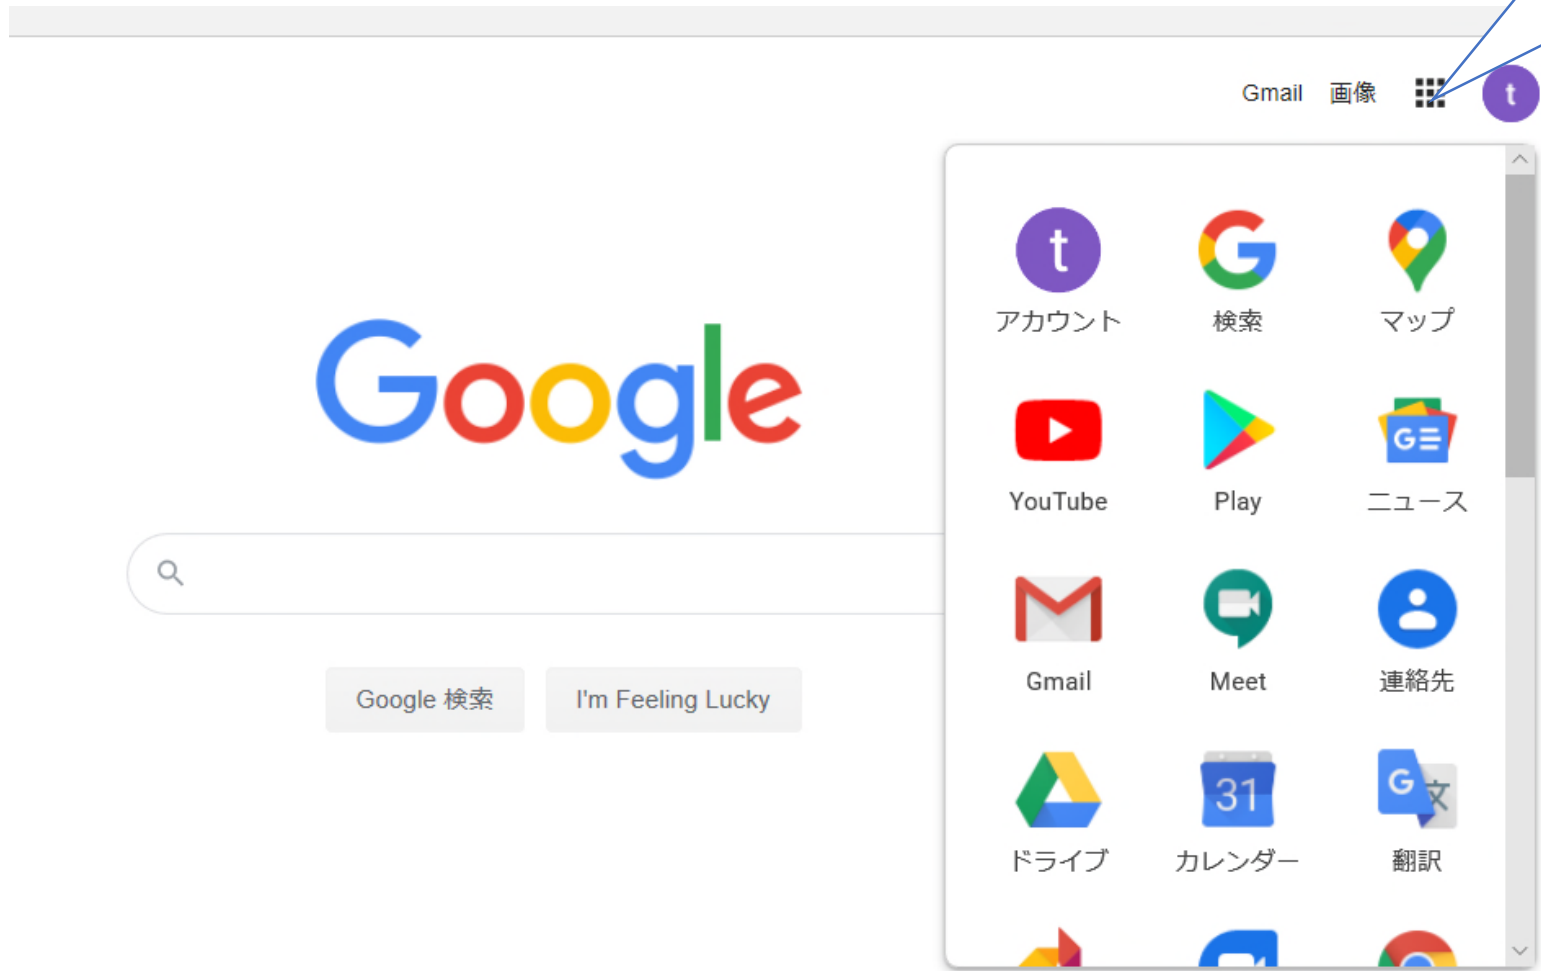 Gmail 画像 t
t G
アカウント 検索 マップ
Google
G
YouTube Play ニュース
Gmail Meet 連絡先
Google 検索 I'm Feeling Lucky
31 G 文
ドライブ カレンダー 翻訳